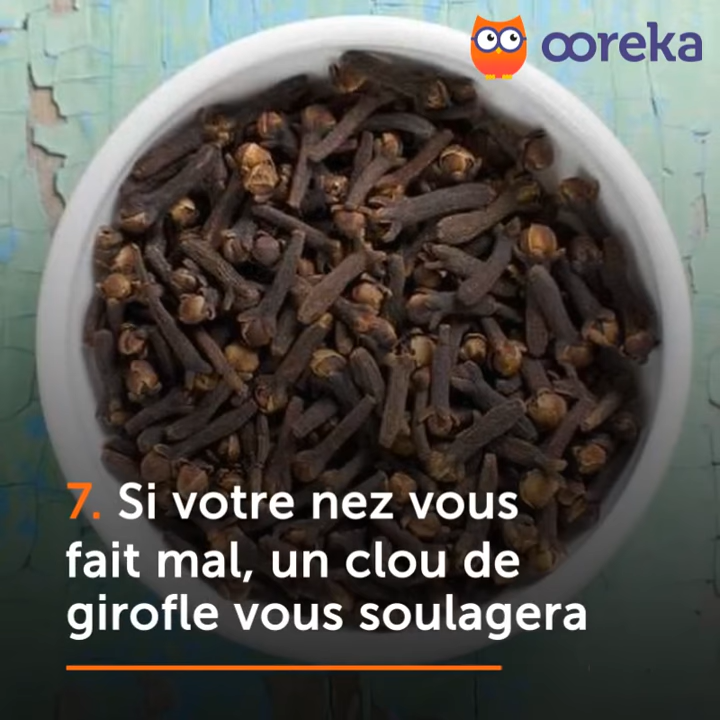 ooreka
7. Si votre nez vous
fait mal, un clou de
girofle vous soulagera